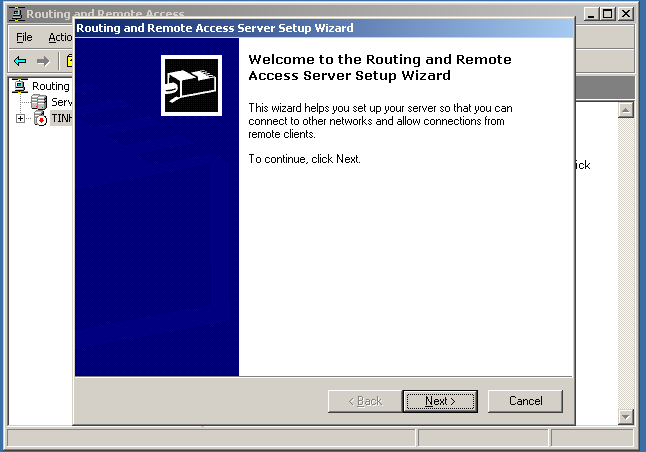 Routing and Remote Access
Routing and Remote Access Server Setup Wizard
File
Actio
Routing
Serv
TINH
Welcome to the Routing and Remote
Access Server Setup Wizard
This wizard helps you set up your server so that you can
connect to other networks and allow connections from
remote clients.
To continue, click Next.
ick
< Back
Next >
Cancel